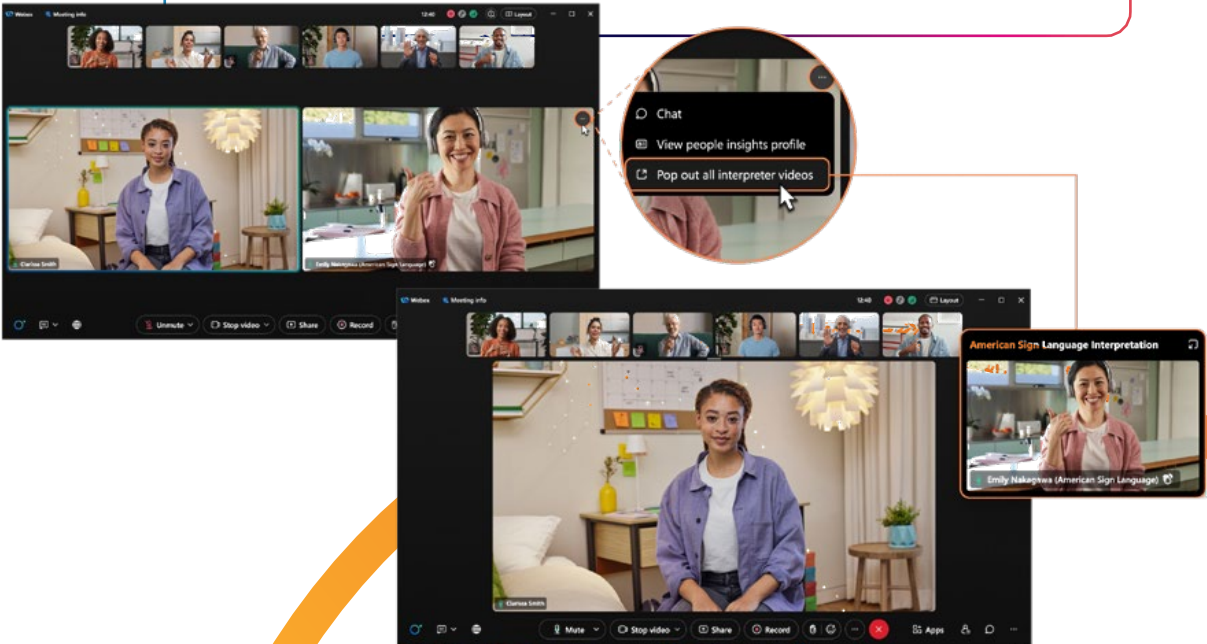 Webex Meeting info 12:40 Layout
Clarissa Smith
Emily Nakagawa (American Sign Language)
Unmute Stop video Share Record
Chat
View people insights profile
Pop out all interpreter videos
Webex Meeting info 12:40 Layout
American Sign Language Interpretation
Emily Nakagawa (American Sign Language)
Clarissa Smith
Mute Stop video Share Record Apps